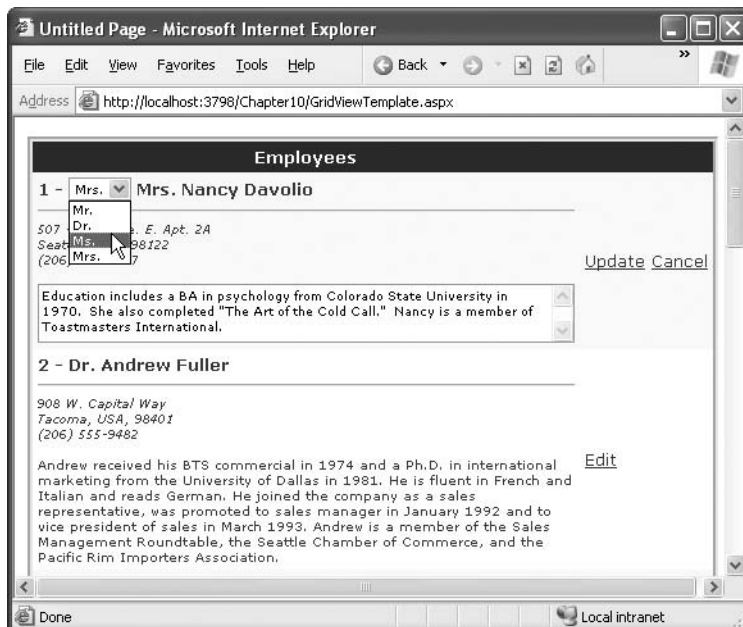 Untitled Page - Microsoft Internet Explorer
File Edit View Favorites Tools Help Back »
Address http://localhost:3798/Chapter10/GridViewTemplate.aspx
Employees
1 - Mrs. Mrs. Nancy Davolio
Mr.
Dr.
Ms.
Mrs.
507 - E. Apt. 2A
Seat 98122
(206) 7
Update Cancel
Education includes a BA in psychology from Colorado State University in
1970. She also completed "The Art of the Cold Call." Nancy is a member of
Toastmasters International.
2 - Dr. Andrew Fuller
908 W. Capital Way
Tacoma, USA, 98401
(206) 555-9482
Edit
Andrew received his BTS commercial in 1974 and a Ph.D. in international
marketing from the University of Dallas in 1981. He is fluent in French and
Italian and reads German. He joined the company as a sales
representative, was promoted to sales manager in January 1992 and to
vice president of sales in March 1993. Andrew is a member of the Sales
Management Roundtable, the Seattle Chamber of Commerce, and the
Pacific Rim Importers Association.
Done Local intranet